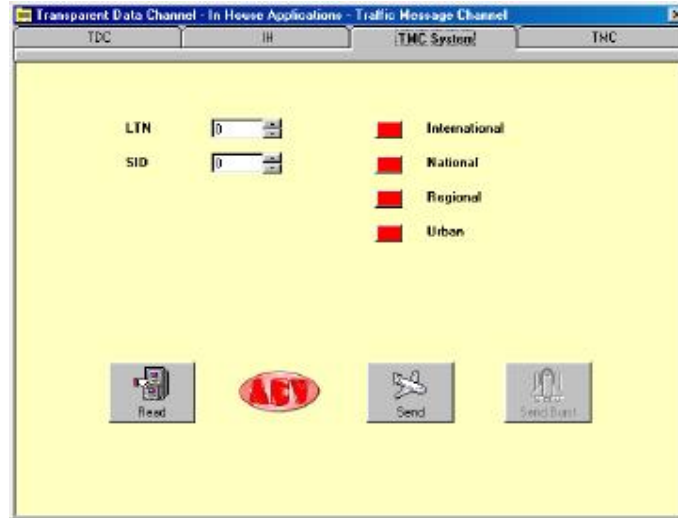 Transparent Data Channel - In House Applications - Traffic Message Channel
TDC IH TMC System TMC
LTN 0 International
SID 0 National
Regional
Urban
AEV
Read Send Send Burst